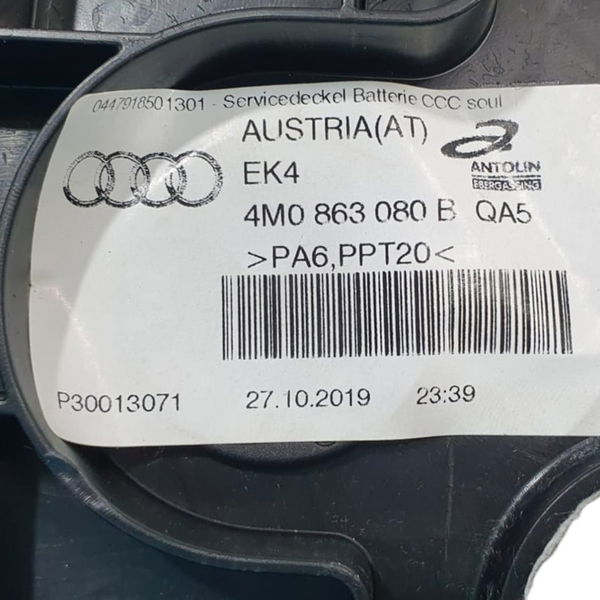 0447918501301 - Servicedeckel Batterie CCC soul
AUSTRIA(AT)
ANTOLIN
EBERGASSING
EK4
4M0 863 080 B QA5
>PA6,PPT20<
P30013071 27.10.2019 23:39